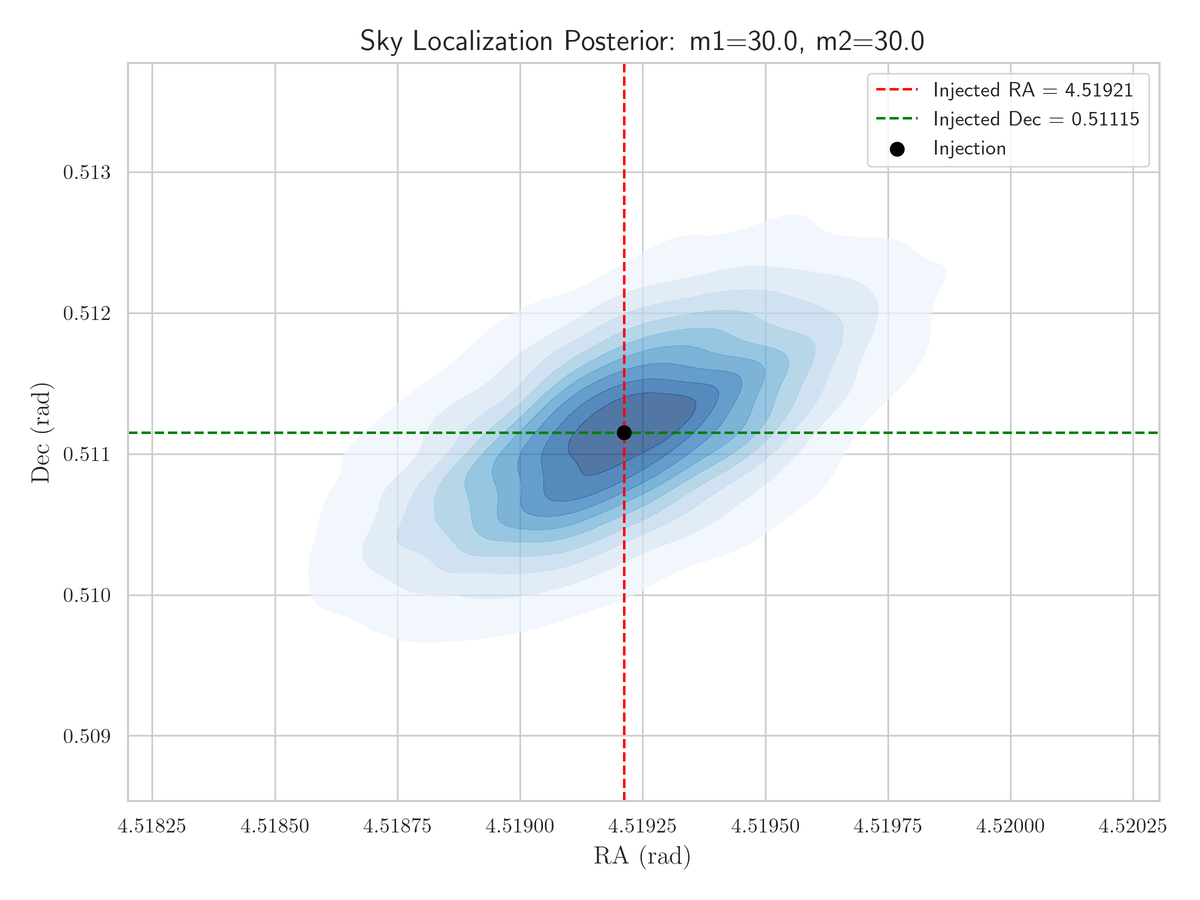 Sky Localization Posterior: m1=30.0, m2=30.0
Injected RA = 4.51921
Injected Dec = 0.51115
Injection
0.513
0.512
0.511
0.510
0.509
Dec (rad)
4.51825 4.51850 4.51875 4.51900 4.51925 4.51950 4.51975 4.52000 4.52025
RA (rad)